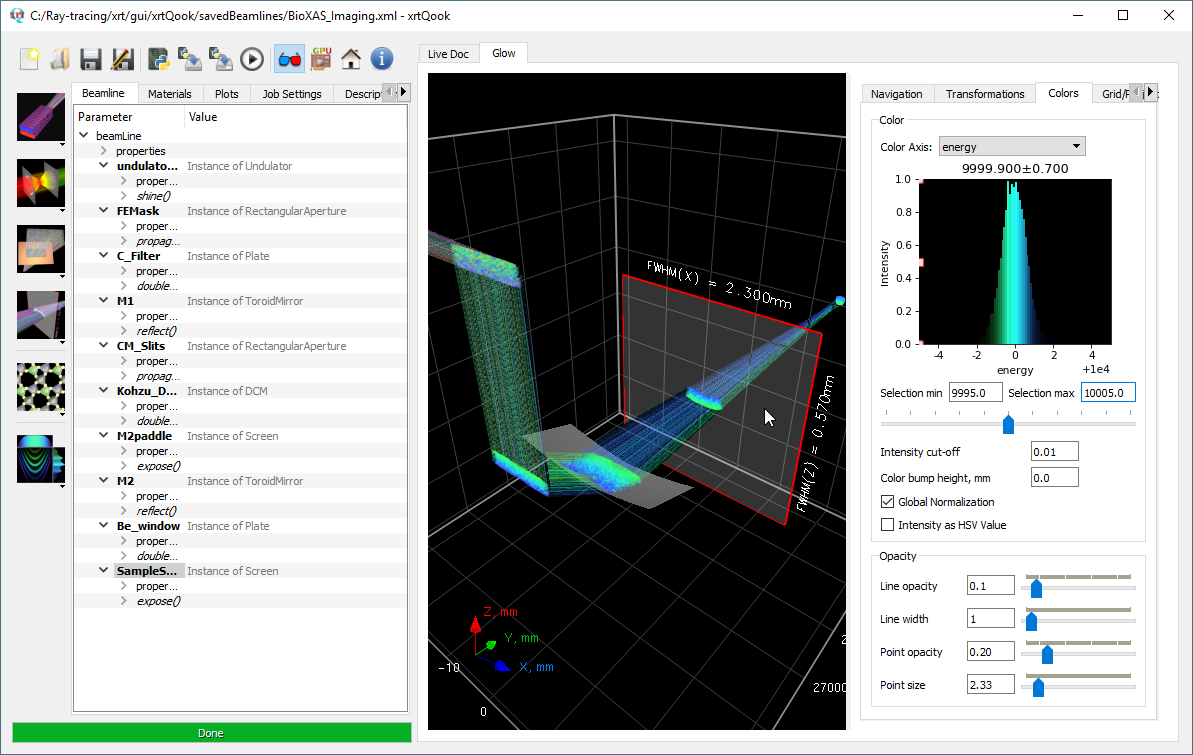 C:/Ray-tracing/xrt/gui/xrtQook/savedBeamlines/BioXAS_Imaging.xml - xrtQook
GPU
Beamline Materials Plots Job Settings Descrip
Parameter Value
beamLine
properties
undulato... Instance of Undulator
proper...
shine()
FEMask Instance of RectangularAperture
proper...
propag...
C_Filter Instance of Plate
proper...
double...
M1 Instance of ToroidMirror
proper...
reflect()
CM_Slits Instance of RectangularAperture
proper...
propag...
Kohzu_D... Instance of DCM
proper...
double...
M2paddle Instance of Screen
proper...
expose()
M2 Instance of ToroidMirror
proper...
reflect()
Be_window Instance of Plate
proper...
double...
SampleS... Instance of Screen
proper...
expose()
Done
Live Doc Glow
FWHM(X) = 2.300mm
FWHM(Z) = 0.570mm
Z, mm
Y, mm
X, mm
-10
0
2
27000
Navigation Transformations Colors Grid/
Color
Color Axis: energy
9999.900±0.700
1.0
0.8
0.6
0.4
0.2
0.0
Intensity
-4 -2 0 2 4
energy +1e4
Selection min 9995.0 Selection max 10005.0
Intensity cut-off 0.01
Color bump height, mm 0.0
Global Normalization
Intensity as HSV Value
Opacity
Line opacity 0.1
Line width 1
Point opacity 0.20
Point size 2.33